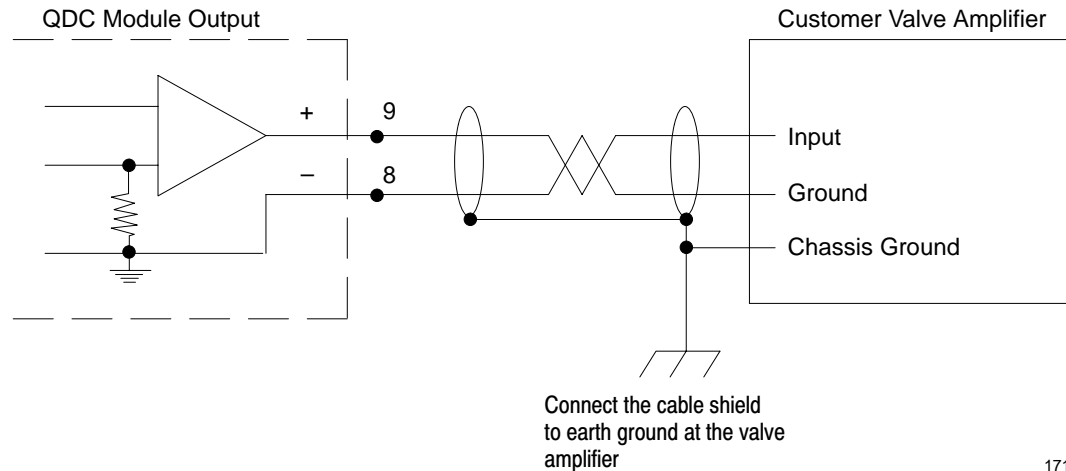 QDC Module Output
Customer Valve Amplifier
+
9
–
8
Input
Ground
Chassis Ground
Connect the cable shield
to earth ground at the valve
amplifier
171